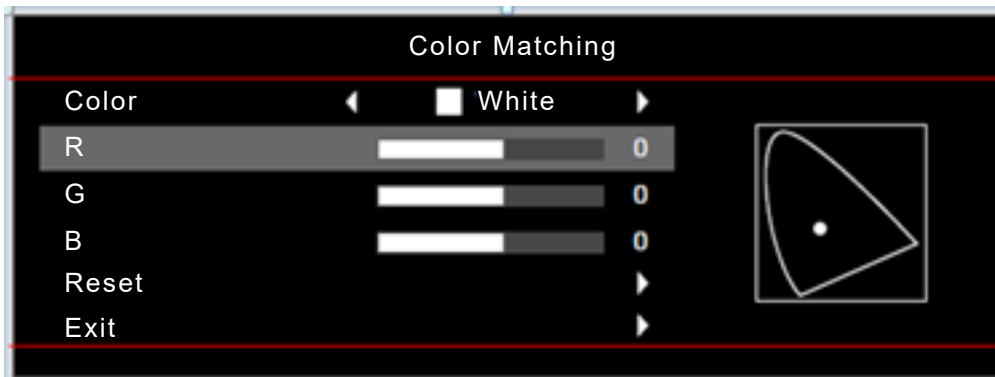 Color Matching
Color White
R 0
G 0
B 0
Reset
Exit